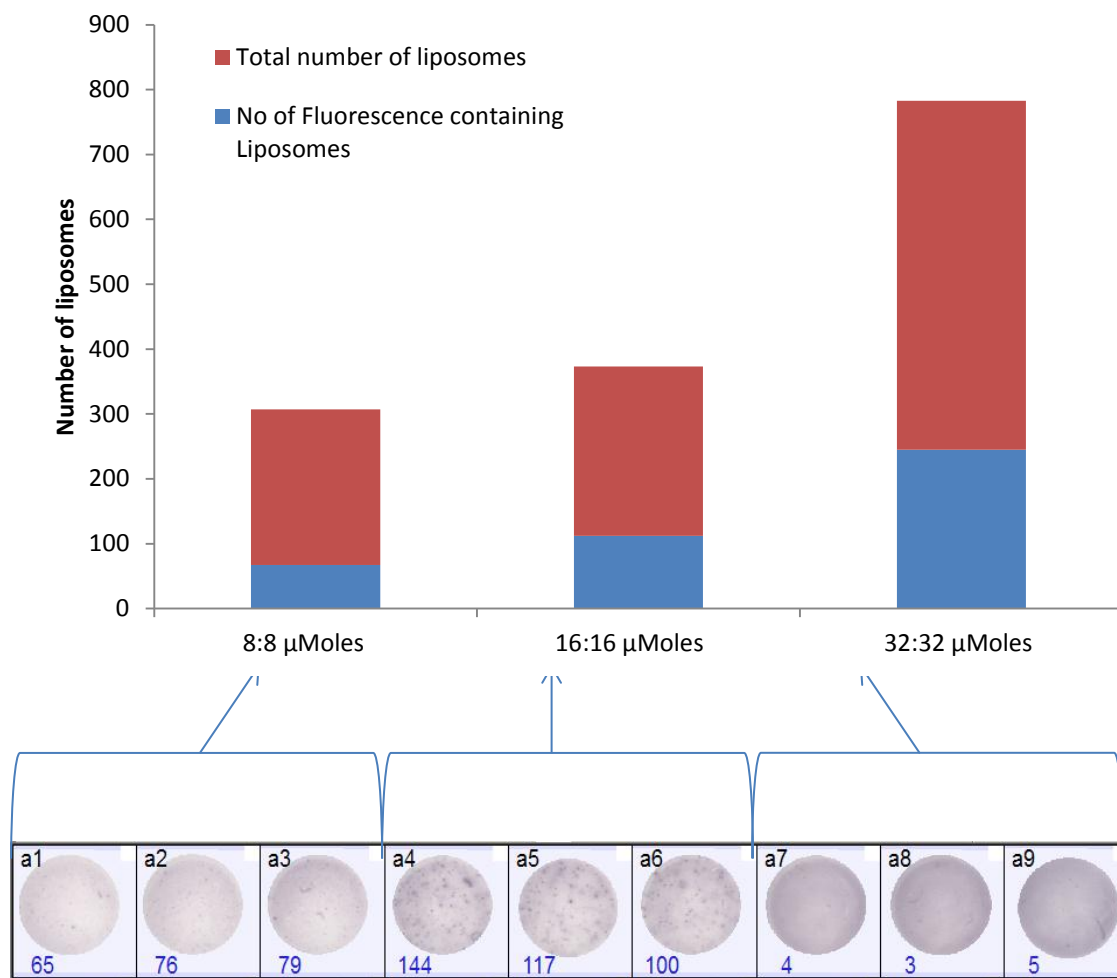 900
800
700
600
500
400
300
200
100
0
Number of liposomes
Total number of liposomes
No of Fluorescence containing
Liposomes
8:8 µMoles 16:16 µMoles 32:32 µMoles
a1 a2 a3 a4 a5 a6 a7 a8 a9
65 76 79 144 117 100 4 3 5